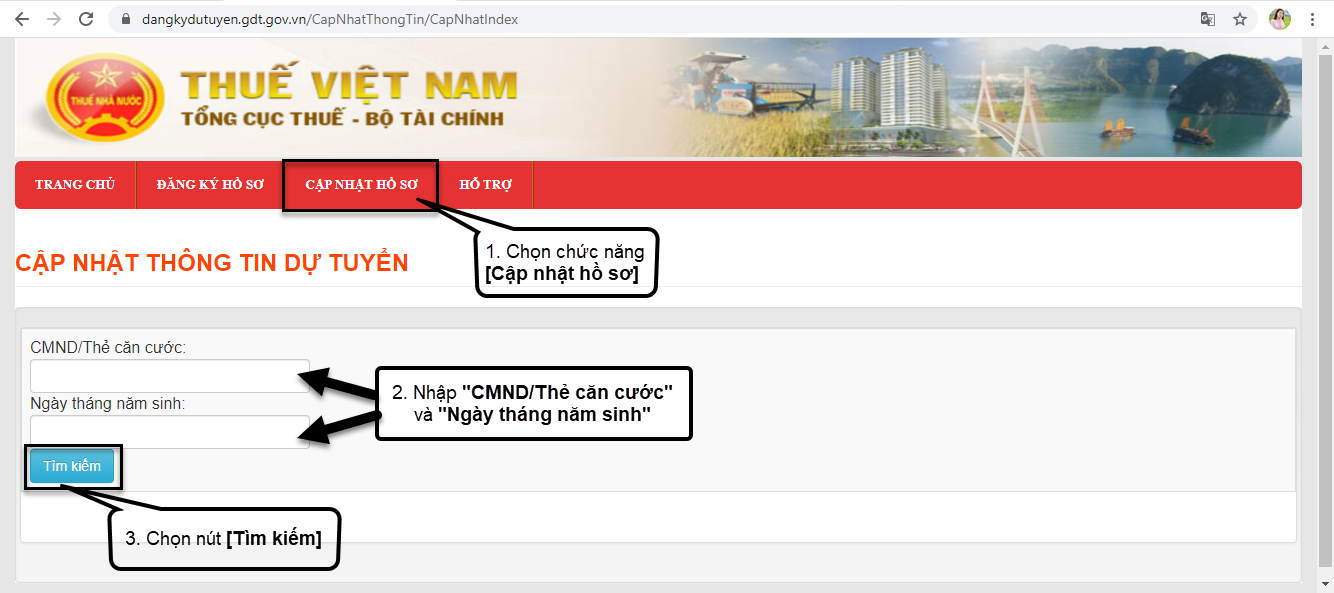 dangkydutuyen.gdt.gov.vn/CapNhatThongTin/CapNhatIndex
THUẾ NHÀ NƯỚC
THUẾ VIỆT NAM
TỔNG CỤC THUẾ - BỘ TÀI CHÍNH
TRANG CHỦ ĐĂNG KÝ HỒ SƠ CẬP NHẬT HỒ SƠ HỖ TRỢ
1. Chọn chức năng
[Cập nhật hồ sơ]
CẬP NHẬT THÔNG TIN DỰ TUYỂN
CMND/Thẻ căn cước:
2. Nhập "CMND/Thẻ căn cước"
và "Ngày tháng năm sinh"
Ngày tháng năm sinh:
Tìm kiếm
3. Chọn nút [Tìm kiếm]